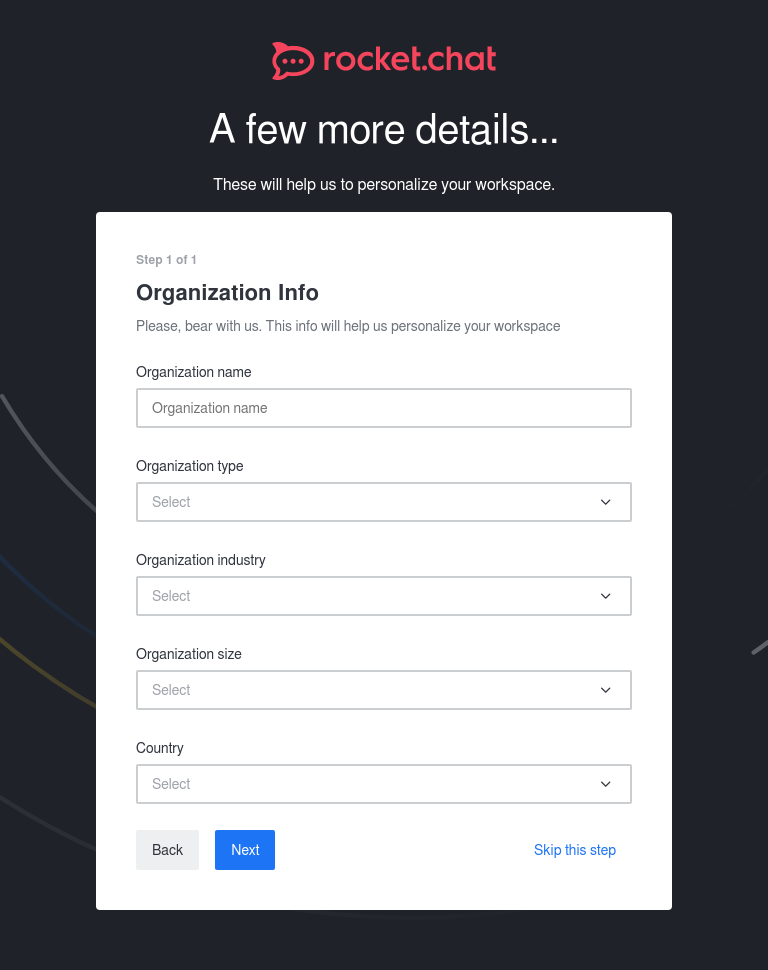 rocket.chat
A few more details...
These will help us to personalize your workspace.
Step 1 of 1
Organization Info
Please, bear with us. This info will help us personalize your workspace
Organization name
Organization name
Organization type
Select
Organization industry
Select
Organization size
Select
Country
Select
Back Next Skip this step